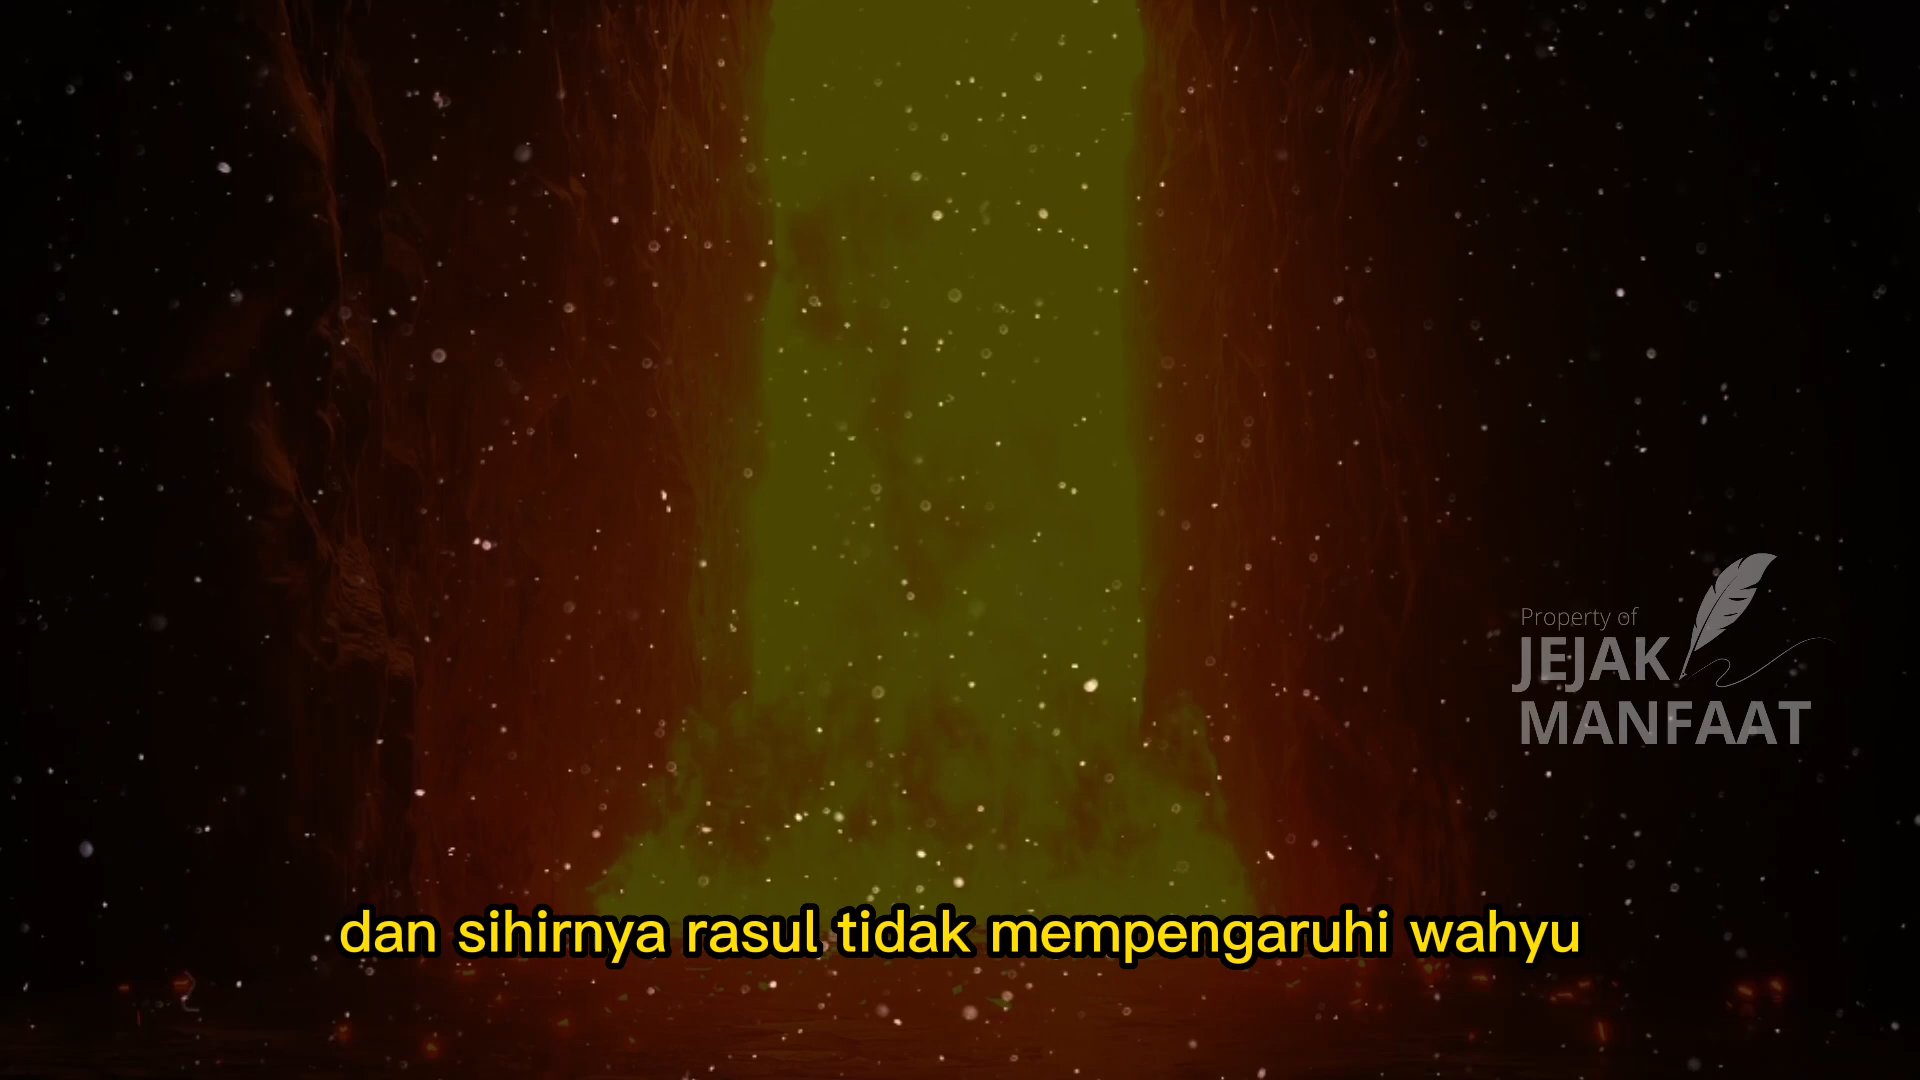 Property of
JEJAK
MANFAAT
dan sihirnya rasul tidak mempengaruhi wahyu